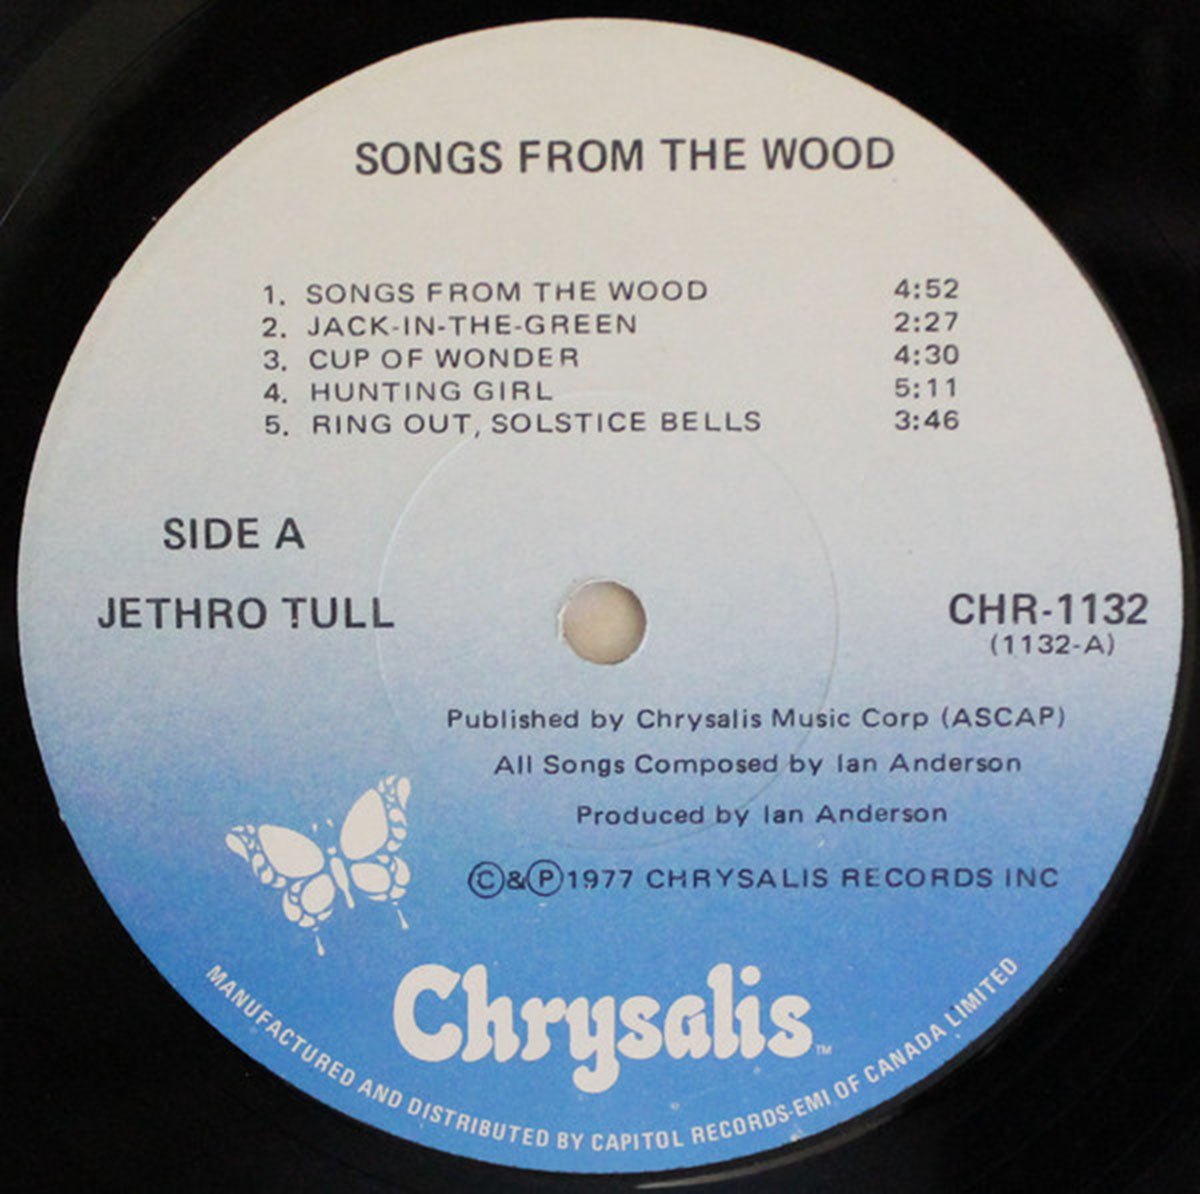 SONGS FROM THE WOOD
1. SONGS FROM THE WOOD 4:52
2. JACK-IN-THE-GREEN 2:27
3. CUP OF WONDER 4:30
4. HUNTING GIRL 5:11
5. RING OUT, SOLSTICE BELLS 3:46
SIDE A
JETHRO TULL
CHR-1132
(1132-A)
Published by Chrysalis Music Corp (ASCAP)
All Songs Composed by Ian Anderson
Produced by Ian Anderson
Ⓒ&Ⓟ1977 CHRYSALIS RECORDS INC
Chrysalis™
MANUFACTURED AND DISTRIBUTED BY CAPITOL RECORDS-EMI OF CANADA LIMITED